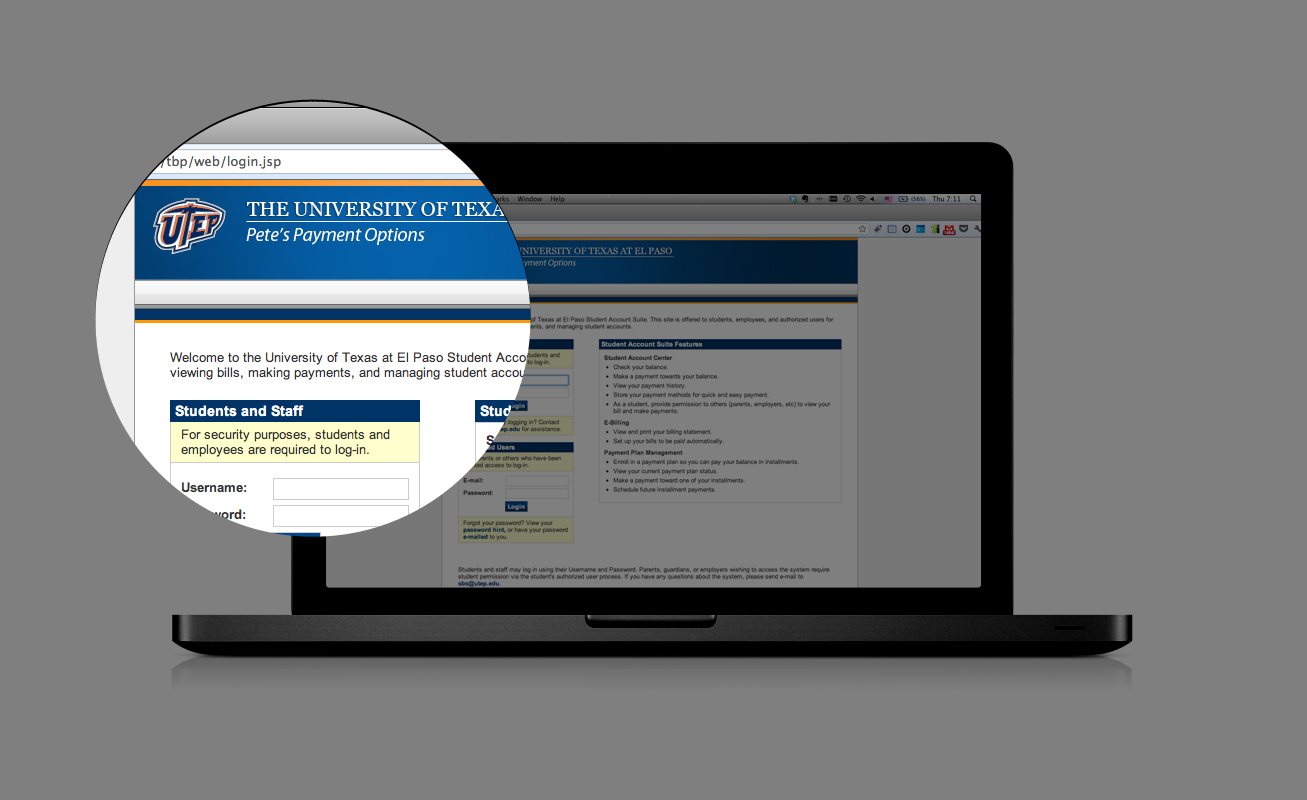 /tbp/web/login.jsp
UTEP
THE UNIVERSITY OF TEXA
Pete's Payment Options
Welcome to the University of Texas at El Paso Student Acco
viewing bills, making payments, and managing student accou
Students and Staff
For security purposes, students and
employees are required to log-in.
Username:
word:
Stud
S
Window Help
(56%) Thu 7:11
NIVERSITY OF TEXAS AT EL PASO
yment Options
of Texas at El Paso Student Account Suite. This site is offered to students, employees, and authorized users for
ents, and managing student accounts.
students and
to log-in.
ogin
logging in? Contact
ep.edu for assistance.
d Users
ents or others who have been
red access to log-in.
E-mail:
Password:
Login
Forgot your password? View your
password hint, or have your password
e-mailed to you.
Student Account Suite Features
Student Account Center
• Check your balance.
• Make a payment towards your balance.
• View your payment history.
• Store your payment methods for quick and easy payment.
• As a student, provide permission to others (parents, employers, etc) to view your
bill and make payments.
E-Billing
• View and print your billing statement.
• Set up your bills to be paid automatically.
Payment Plan Management
• Enroll in a payment plan so you can pay your balance in installments.
• View your current payment plan status.
• Make a payment toward one of your installments.
• Schedule future installment payments.
Students and staff may log in using their Username and Password. Parents, guardians, or employers wishing to access the system require
student permission via the student's authorized user process. If you have any questions about the system, please send e-mail to
sbs@utep.edu.